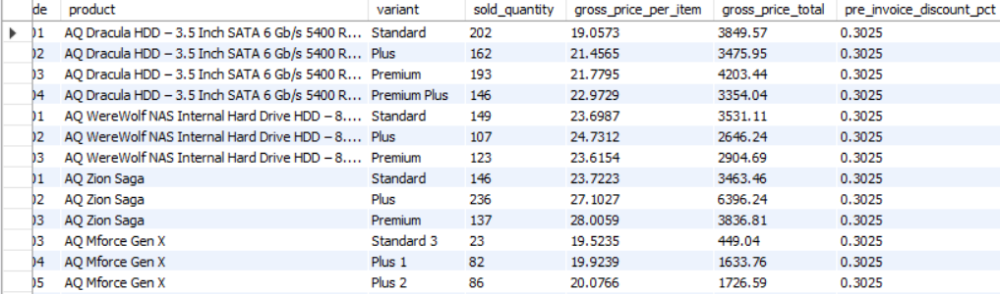 de product variant sold_quantity gross_price_per_item gross_price_total pre_invoice_discount_pct
01 AQ Dracula HDD – 3.5 Inch SATA 6 Gb/s 5400 R... Standard 202 19.0573 3849.57 0.3025
02 AQ Dracula HDD – 3.5 Inch SATA 6 Gb/s 5400 R... Plus 162 21.4565 3475.95 0.3025
03 AQ Dracula HDD – 3.5 Inch SATA 6 Gb/s 5400 R... Premium 193 21.7795 4203.44 0.3025
04 AQ Dracula HDD – 3.5 Inch SATA 6 Gb/s 5400 R... Premium Plus 146 22.9729 3354.04 0.3025
01 AQ WereWolf NAS Internal Hard Drive HDD – 8.... Standard 149 23.6987 3531.11 0.3025
02 AQ WereWolf NAS Internal Hard Drive HDD – 8.... Plus 107 24.7312 2646.24 0.3025
03 AQ WereWolf NAS Internal Hard Drive HDD – 8.... Premium 123 23.6154 2904.69 0.3025
01 AQ Zion Saga Standard 146 23.7223 3463.46 0.3025
02 AQ Zion Saga Plus 236 27.1027 6396.24 0.3025
03 AQ Zion Saga Premium 137 28.0059 3836.81 0.3025
03 AQ Mforce Gen X Standard 3 23 19.5235 449.04 0.3025
04 AQ Mforce Gen X Plus 1 82 19.9239 1633.76 0.3025
05 AQ Mforce Gen X Plus 2 86 20.0766 1726.59 0.3025